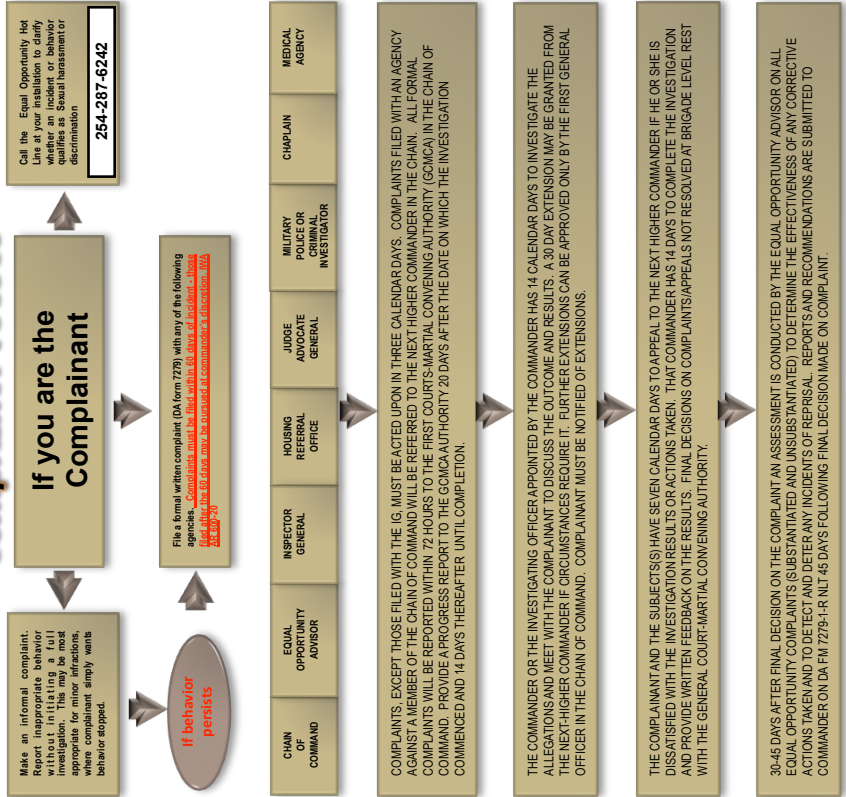 If you are the
Complainant
Make an informal complaint.
Report inappropriate behavior
without initiating a full
investigation. This may be most
appropriate for minor infractions,
where complainant simply wants
behavior stopped.
Call the Equal Opportunity Hot
Line at your installation to clarify
whether an incident or behavior
qualifies as Sexual harassment or
discrimination
254-287-6242
If behavior
persists
File a formal written complaint (DA form 7279) with any of the following
agencies. Complaints must be filed within 60 days of incident - those
filed after the 60 days may be pursued at commander's discretion. IWA
AR 600-20
CHAIN
OF
COMMAND
EQUAL
OPPORTUNITY
ADVISOR
INSPECTOR
GENERAL
HOUSING
REFERRAL
OFFICE
JUDGE
ADVOCATE
GENERAL
MILITARY
POLICE OR
CRIMINAL
INVESTIGATOR
CHAPLAIN
MEDICAL
AGENCY
COMPLAINTS, EXCEPT THOSE FILED WITH THE IG, MUST BE ACTED UPON IN THREE CALENDAR DAYS. COMPLAINTS FILED WITH AN AGENCY
AGAINST A MEMBER OF THE CHAIN OF COMMAND WILL BE REFERRED TO THE NEXT HIGHER COMMANDER IN THE CHAIN. ALL FORMAL
COMPLAINTS WILL BE REPORTED WITHIN 72 HOURS TO THE FIRST COURTS-MARTIAL CONVENING AUTHORITY (GCMCA) IN THE CHAIN OF
COMMAND. PROVIDE A PROGRESS REPORT TO THE GCMCA AUTHORITY 20 DAYS AFTER THE DATE ON WHICH THE INVESTIGATION
COMMENCED AND 14 DAYS THEREAFTER UNTIL COMPLETION.
THE COMMANDER OR THE INVESTIGATING OFFICER APPOINTED BY THE COMMANDER HAS 14 CALENDAR DAYS TO INVESTIGATE THE
ALLEGATIONS AND MEET WITH THE COMPLAINANT TO DISCUSS THE OUTCOME AND RESULTS. A 30 DAY EXTENSION MAY BE GRANTED FROM
THE NEXT-HIGHER COMMANDER IF CIRCUMSTANCES REQUIRE IT. FURTHER EXTENSIONS CAN BE APPROVED ONLY BY THE FIRST GENERAL
OFFICER IN THE CHAIN OF COMMAND. COMPLAINANT MUST BE NOTIFIED OF EXTENSIONS.
THE COMPLAINANT AND THE SUBJECTS(S) HAVE SEVEN CALENDAR DAYS TO APPEAL TO THE NEXT HIGHER COMMANDER IF HE OR SHE IS
DISSATISFIED WITH THE INVESTIGATION RESULTS OR ACTIONS TAKEN. THAT COMMANDER HAS 14 DAYS TO COMPLETE THE INVESTIGATION
AND PROVIDE WRITTEN FEEDBACK ON THE RESULTS. FINAL DECISIONS ON COMPLAINTS/APPEALS NOT RESOLVED AT BRIGADE LEVEL REST
WITH THE GENERAL COURT-MARTIAL CONVENING AUTHORITY.
30-45 DAYS AFTER FINAL DECISION ON THE COMPLAINT AN ASSESSMENT IS CONDUCTED BY THE EQUAL OPPORTUNITY ADVISOR ON ALL
EQUAL OPPORTUNITY COMPLAINTS (SUBSTANTIATED AND UNSUBSTANTIATED) TO DETERMINE THE EFFECTIVENESS OF ANY CORRECTIVE
ACTIONS TAKEN AND TO DETECT AND DETER ANY INCIDENTS OF REPRISAL. REPORTS AND RECOMMENDATIONS ARE SUBMITTED TO
COMMANDER ON DA FM 7279-1-R NLT 45 DAYS FOLLOWING FINAL DECISION MADE ON COMPLAINT.